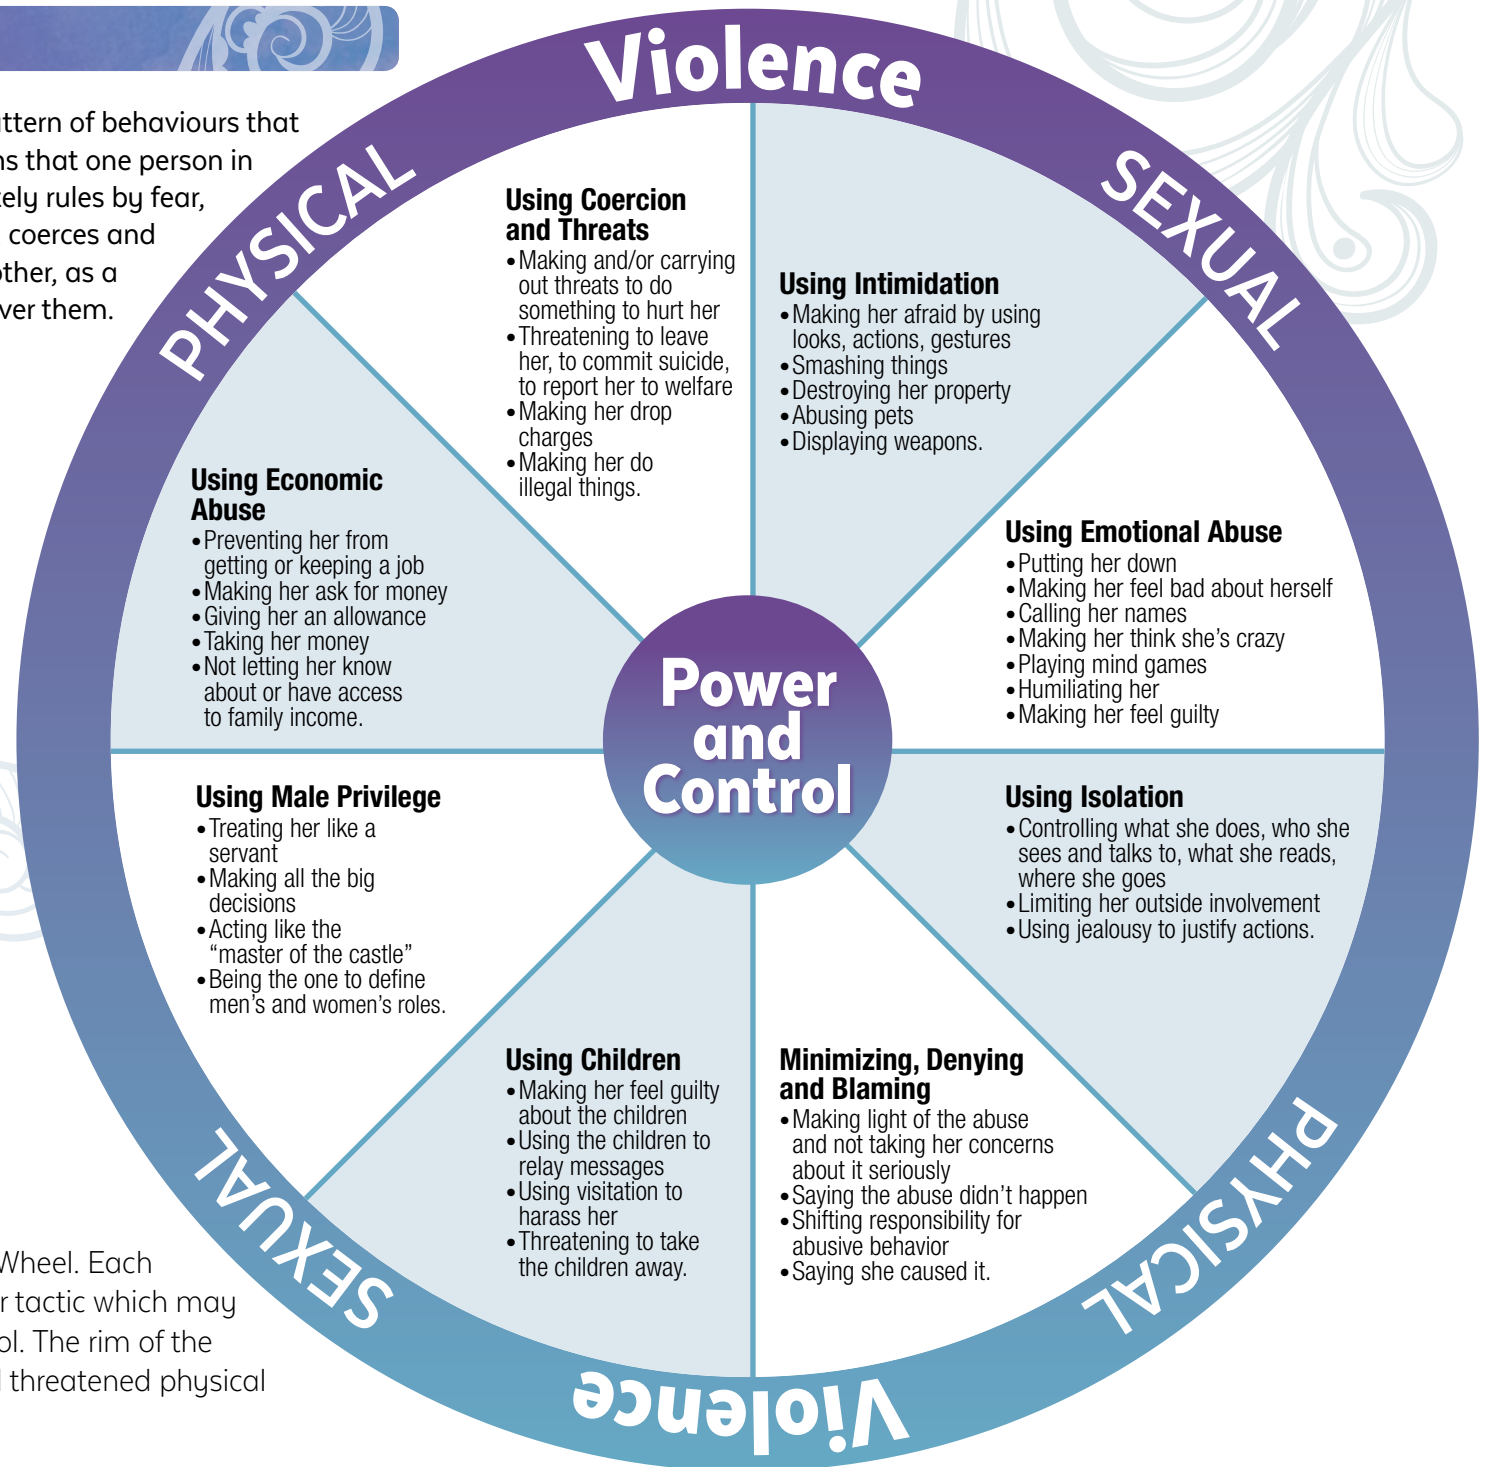 Violence
PHYSICAL
SEXUAL
ttern of behaviours that
s that one person in
ely rules by fear,
coerces and
other, as a
ver them.
Using Coercion
and Threats
•Making and/or carrying
out threats to do
something to hurt her
•Threatening to leave
her, to commit suicide,
to report her to welfare
•Making her drop
charges
•Making her do
illegal things.
Using Intimidation
•Making her afraid by using
looks, actions, gestures
•Smashing things
•Destroying her property
•Abusing pets
•Displaying weapons.
Using Economic
Abuse
•Preventing her from
getting or keeping a job
•Making her ask for money
•Giving her an allowance
•Taking her money
•Not letting her know
about or have access
to family income.
Using Emotional Abuse
•Putting her down
•Making her feel bad about herself
•Calling her names
•Making her think she’s crazy
•Playing mind games
•Humiliating her
•Making her feel guilty
Power
and
Control
Using Male Privilege
•Treating her like a
servant
•Making all the big
decisions
•Acting like the
“master of the castle”
•Being the one to define
men’s and women’s roles.
Using Isolation
•Controlling what she does, who she
sees and talks to, what she reads,
where she goes
•Limiting her outside involvement
•Using jealousy to justify actions.
Using Children
•Making her feel guilty
about the children
•Using the children to
relay messages
•Using visitation to
harass her
•Threatening to take
the children away.
Minimizing, Denying
and Blaming
•Making light of the abuse
and not taking her concerns
about it seriously
•Saying the abuse didn’t happen
•Shifting responsibility for
abusive behavior
•Saying she caused it.
SEXUAL
PHYSICAL
Wheel. Each
r tactic which may
ol. The rim of the
threatened physical
Violence